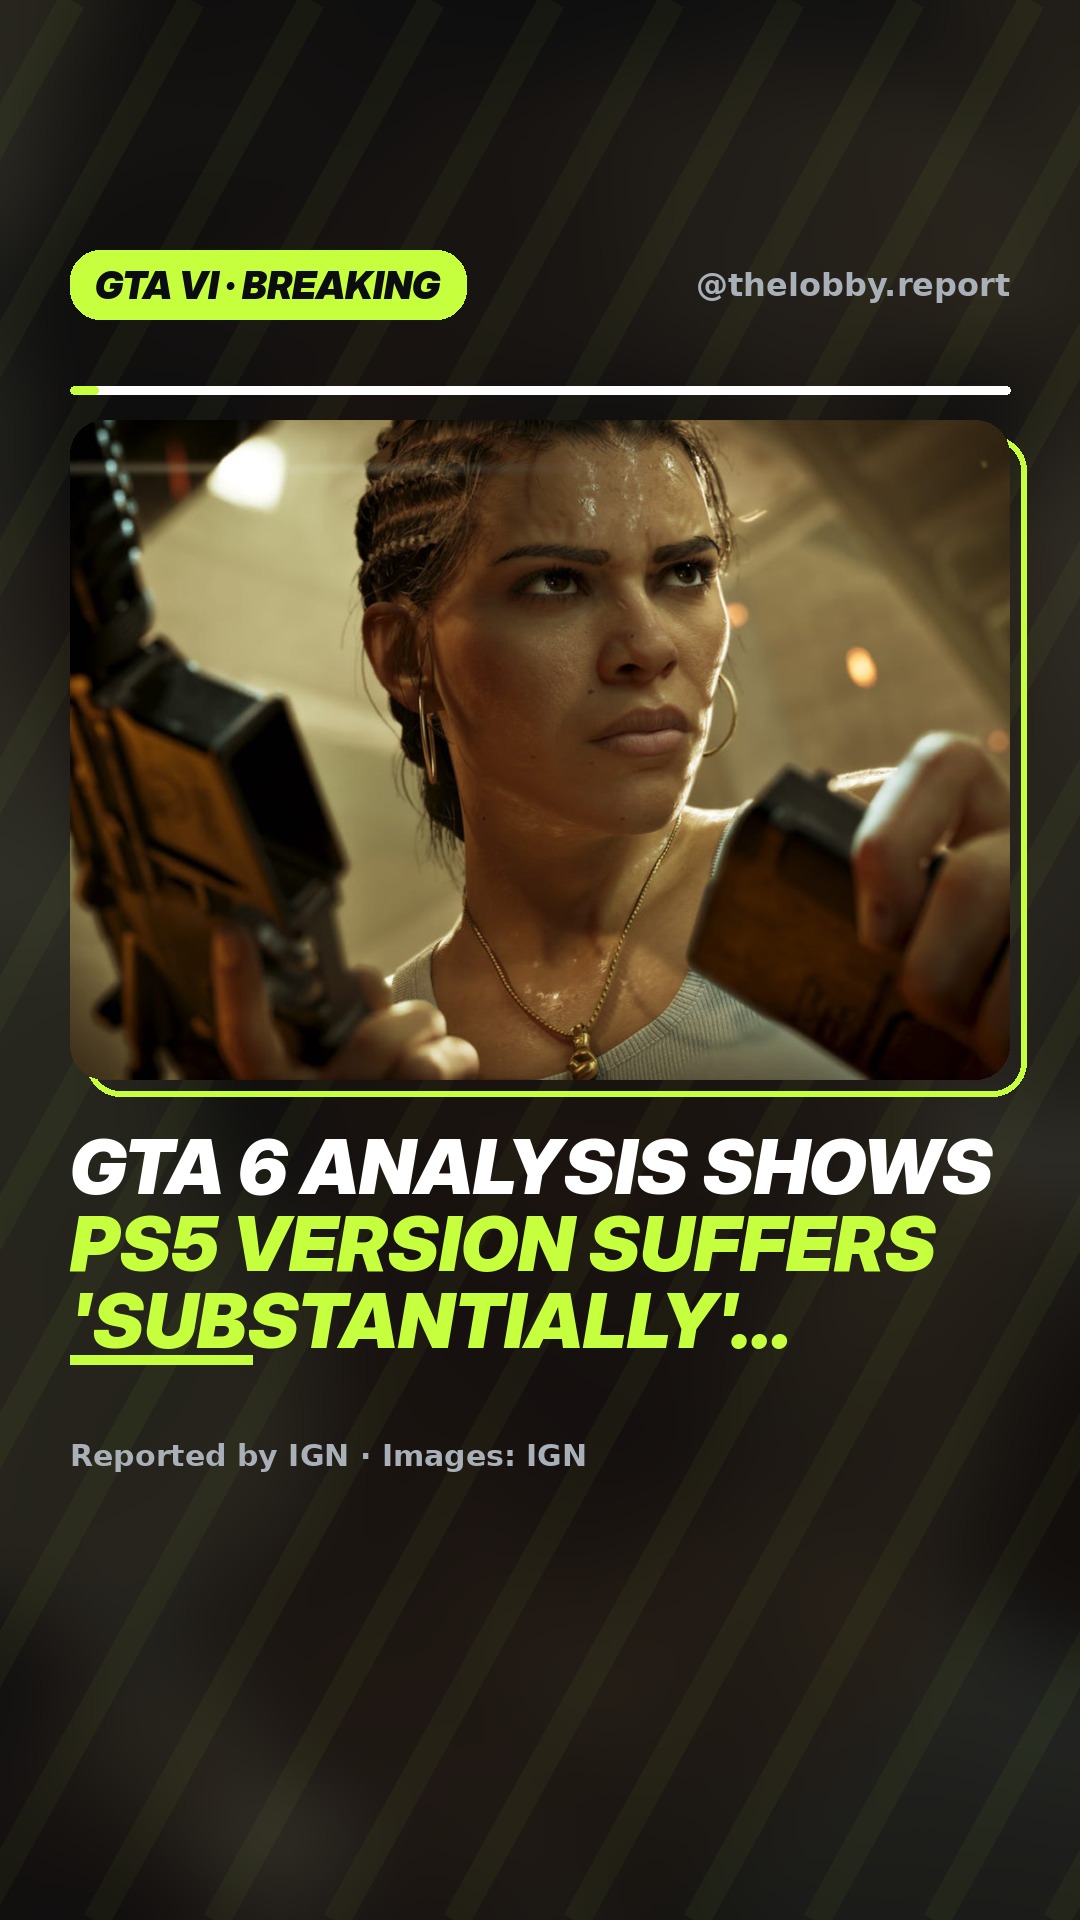 GTA VI · BREAKING
@thelobby.report
GTA 6 ANALYSIS SHOWS
PS5 VERSION SUFFERS
'SUBSTANTIALLY'...
Reported by IGN · Images: IGN